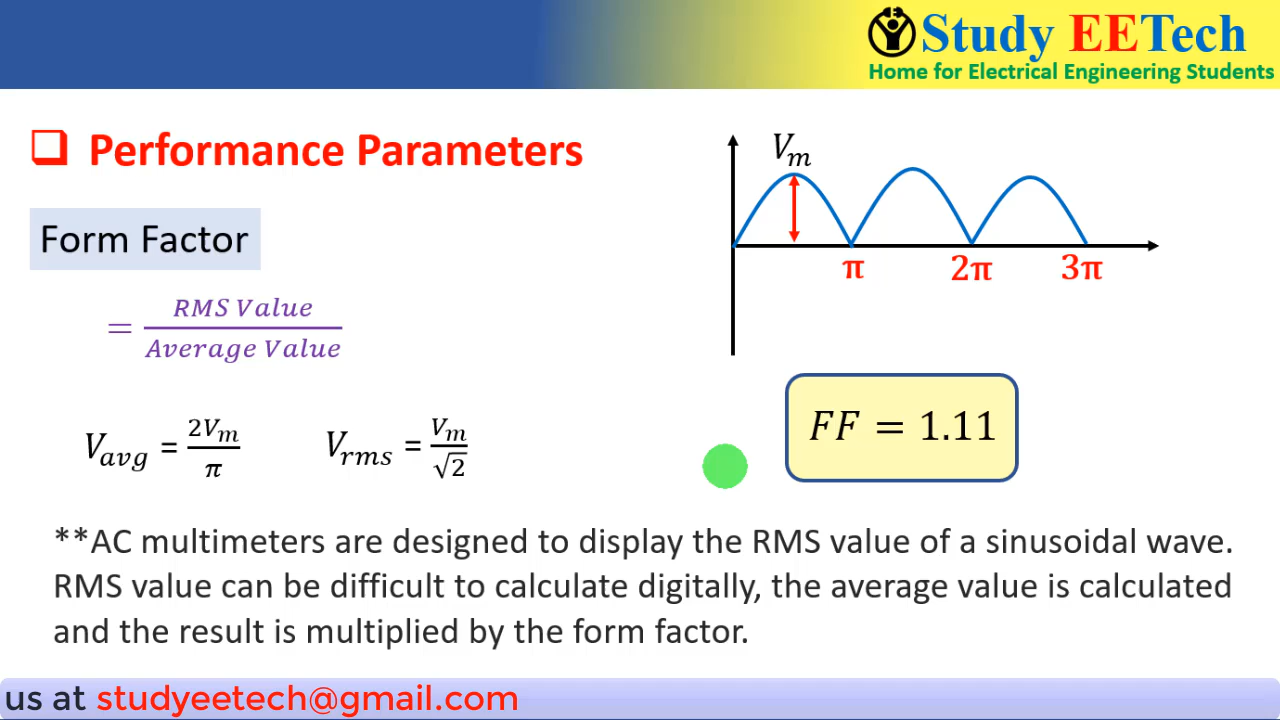 Study EETech
Home for Electrical Engineering Students
❑ Performance Parameters
V_m
Form Factor
π 2π 3π
= RMS Value / Average Value
V_avg = 2V_m / π
V_rms = V_m / √2
FF = 1.11
**AC multimeters are designed to display the RMS value of a sinusoidal wave.
RMS value can be difficult to calculate digitally, the average value is calculated
and the result is multiplied by the form factor.
us at studyeetech@gmail.com